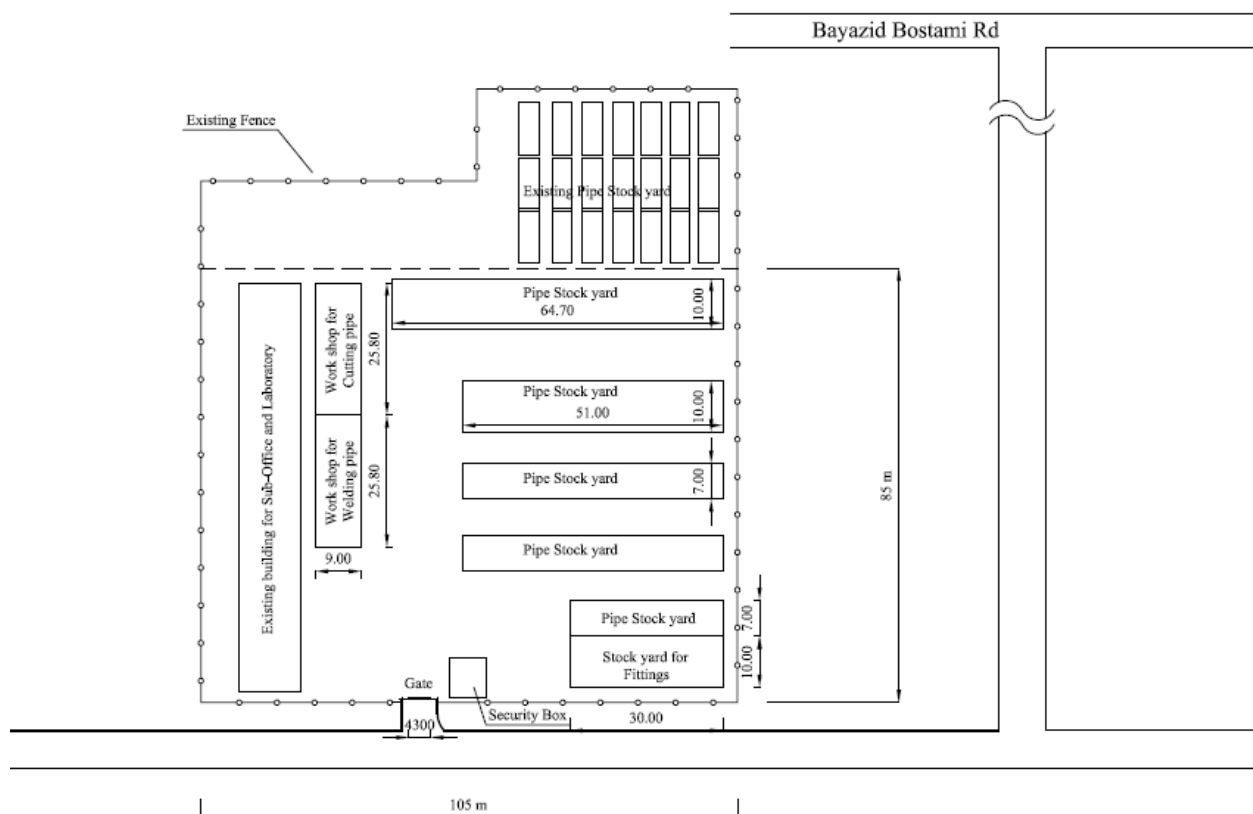 Bayazid Bostami Rd
Existing Fence
Existing Pipe Stock yard
Pipe Stock yard
64.70
10.00
Work shop for
Cutting pipe
25.80
Pipe Stock yard
51.00
10.00
Existing building for Sub-Office and Laboratory
Work shop for
Welding pipe
25.80
Pipe Stock yard
7.00
85 m
Pipe Stock yard
9.00
Pipe Stock yard
7.00
Stock yard for
Fittings
10.00
Gate
Security Box
4300
30.00
105 m